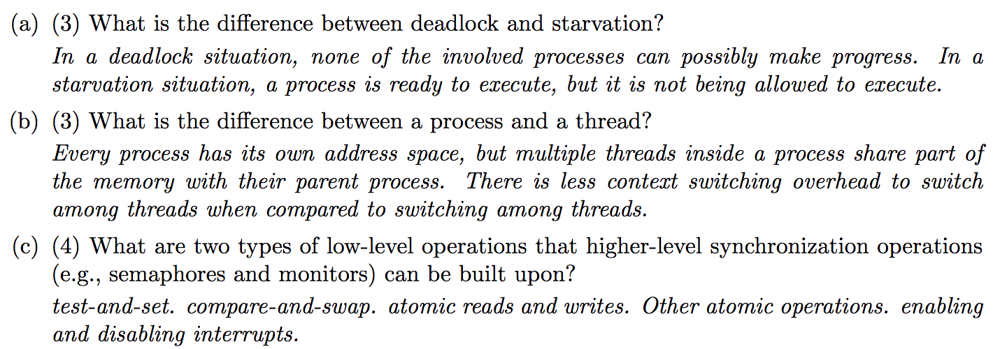 (a) (3) What is the difference between deadlock and starvation?
In a deadlock situation, none of the involved processes can possibly make progress. In a
starvation situation, a process is ready to execute, but it is not being allowed to execute.
(b) (3) What is the difference between a process and a thread?
Every process has its own address space, but multiple threads inside a process share part of
the memory with their parent process. There is less context switching overhead to switch
among threads when compared to switching among threads.
(c) (4) What are two types of low-level operations that higher-level synchronization operations
(e.g., semaphores and monitors) can be built upon?
test-and-set. compare-and-swap. atomic reads and writes. Other atomic operations. enabling
and disabling interrupts.